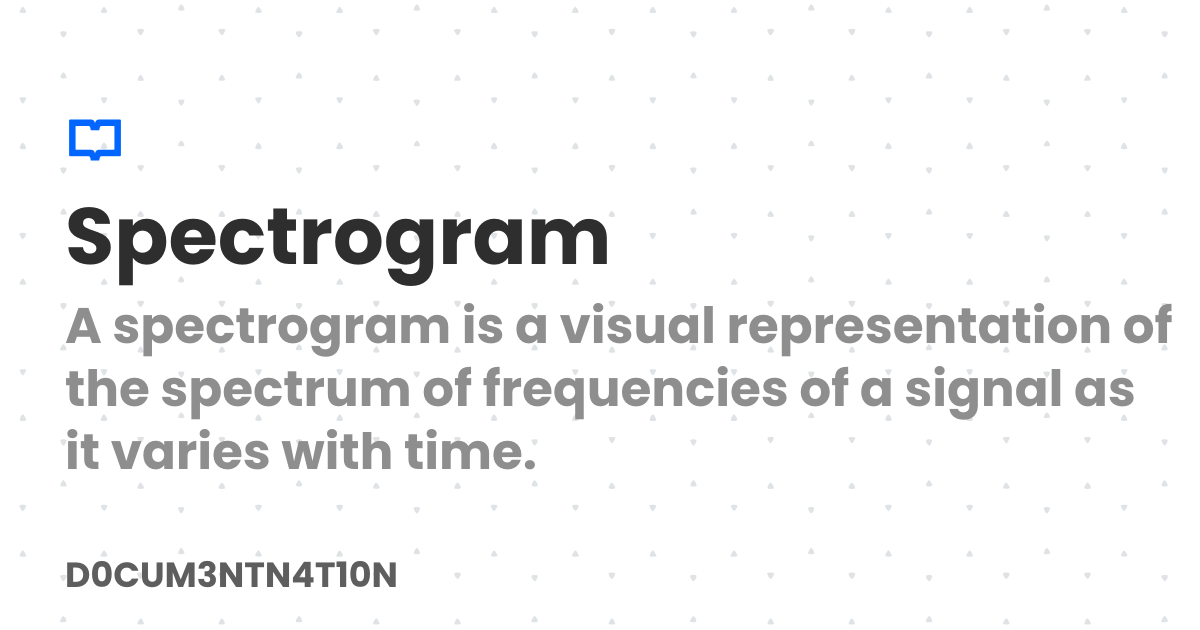 Spectrogram
A spectrogram is a visual representation of
the spectrum of frequencies of a signal as
it varies with time.
D0CUM3NTN4T10N